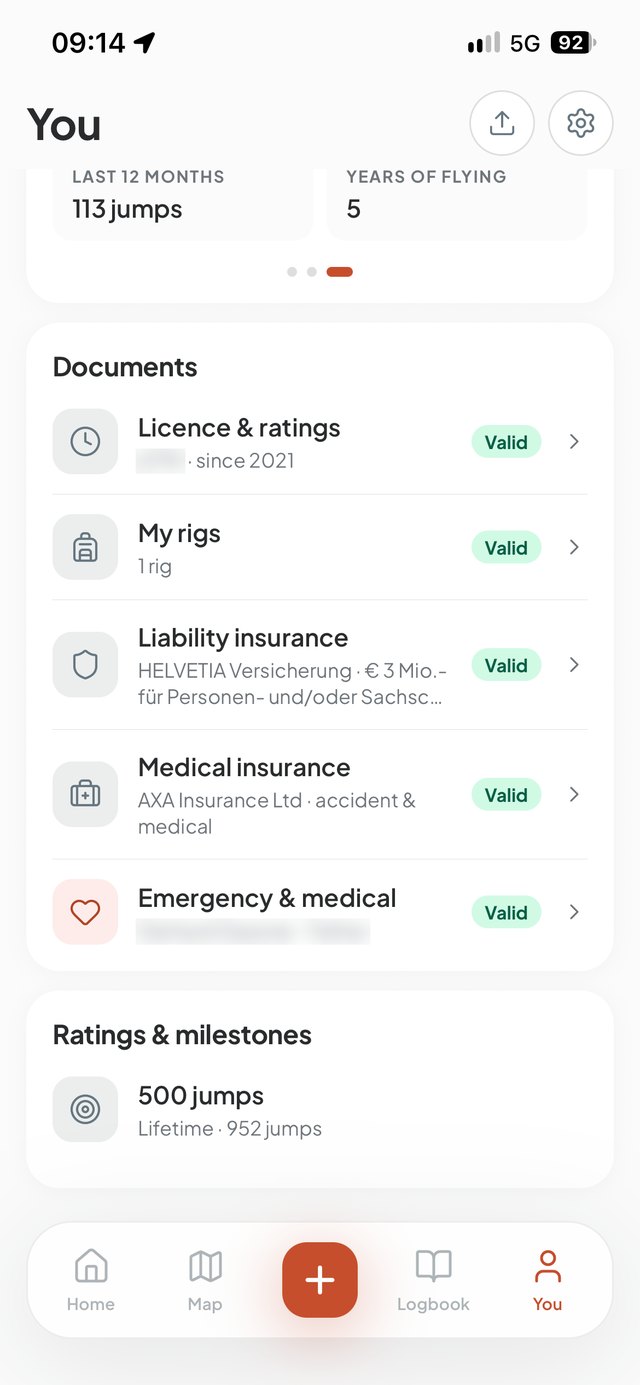 09:14
5G 92
You
LAST 12 MONTHS
113 jumps
YEARS OF FLYING
5
Documents
Licence & ratings
· since 2021
Valid
My rigs
1 rig
Valid
Liability insurance
HELVETIA Versicherung · € 3 Mio.-
für Personen- und/oder Sachsc...
Valid
Medical insurance
AXA Insurance Ltd · accident &
medical
Valid
Emergency & medical
Valid
Ratings & milestones
500 jumps
Lifetime · 952 jumps
Home
Map
Logbook
You